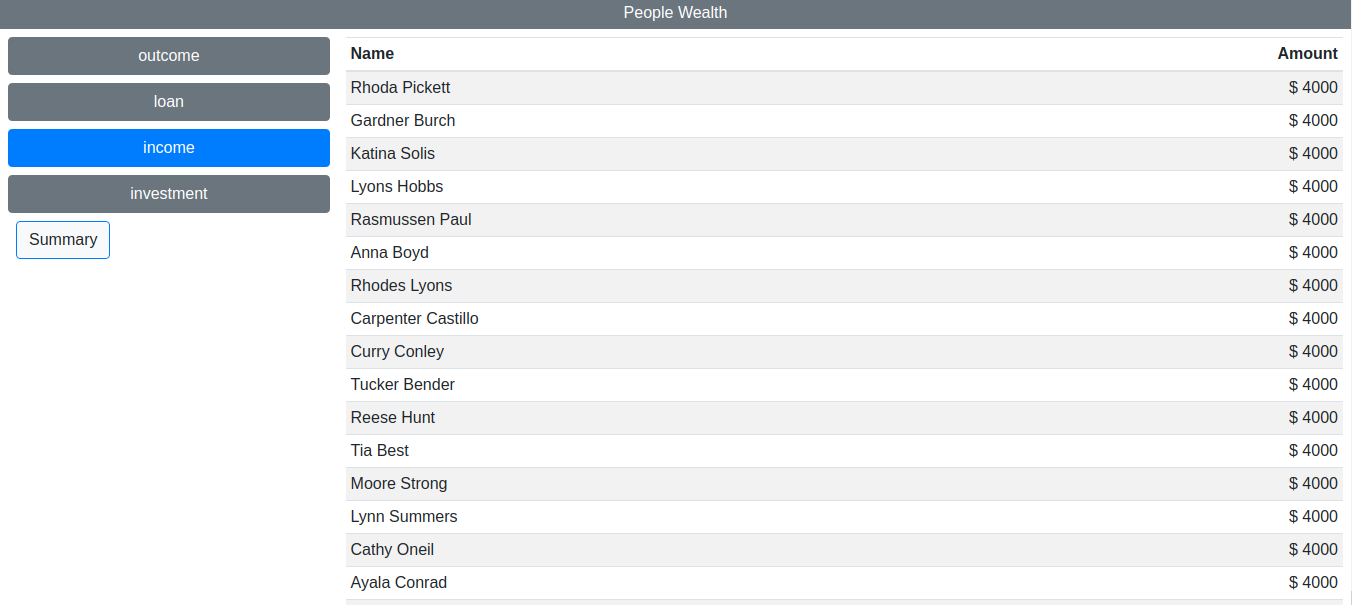 People Wealth
outcome
loan
income
investment
Summary
Name Amount
Rhoda Pickett $ 4000
Gardner Burch $ 4000
Katina Solis $ 4000
Lyons Hobbs $ 4000
Rasmussen Paul $ 4000
Anna Boyd $ 4000
Rhodes Lyons $ 4000
Carpenter Castillo $ 4000
Curry Conley $ 4000
Tucker Bender $ 4000
Reese Hunt $ 4000
Tia Best $ 4000
Moore Strong $ 4000
Lynn Summers $ 4000
Cathy Oneil $ 4000
Ayala Conrad $ 4000